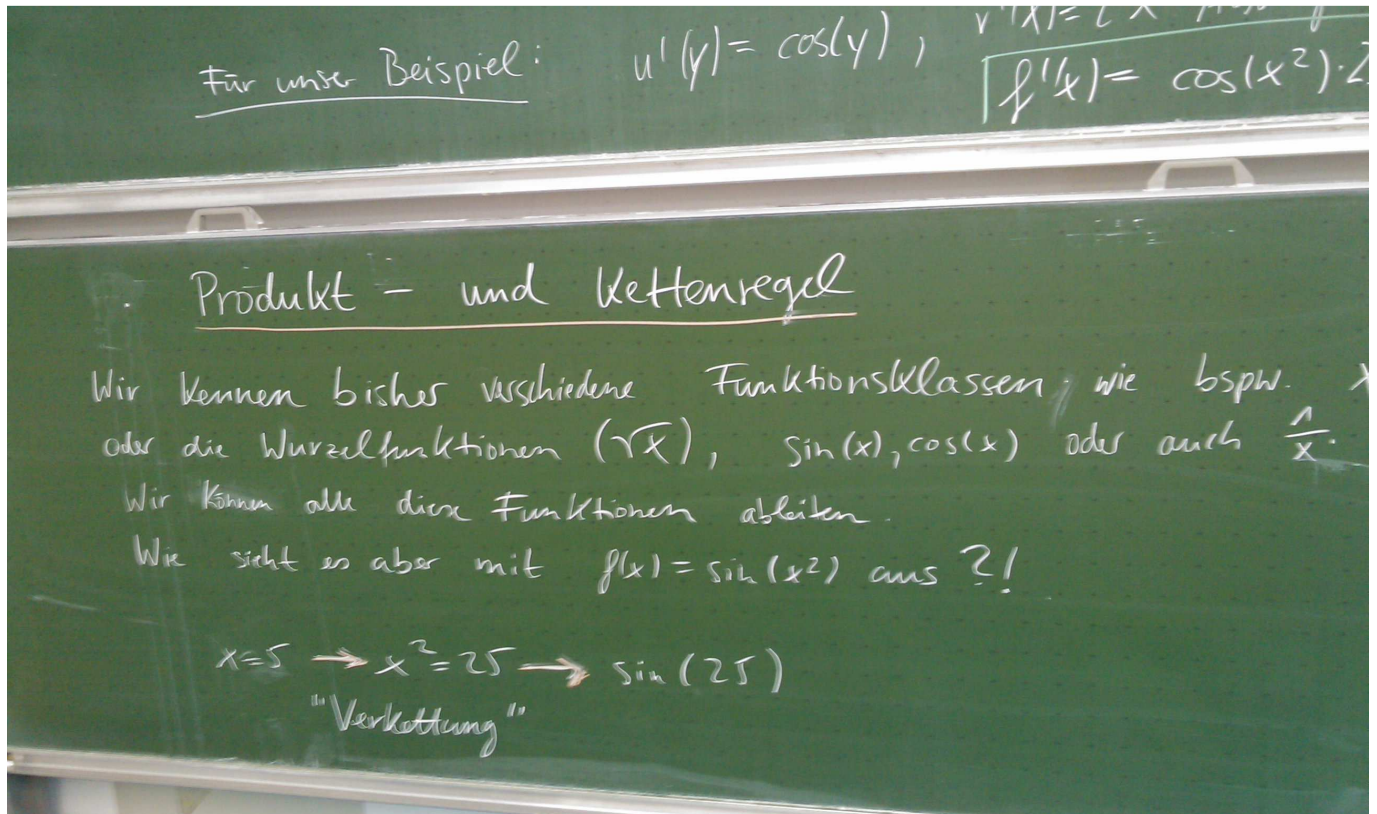 Für unser Beispiel: u'(y) = cos(y), v'(x) = 2x
f'(x) = cos(x²)·2
Produkt - und Kettenregel
Wir kennen bisher verschiedene Funktionsklassen, wie bspw. x
oder die Wurzelfunktionen (√x), sin(x), cos(x) oder auch 1/x.
Wir können alle diese Funktionen ableiten.
Wie sieht es aber mit f(x) = sin(x²) aus ?!
x=5 → x²=25 → sin(25)
"Verkettung"